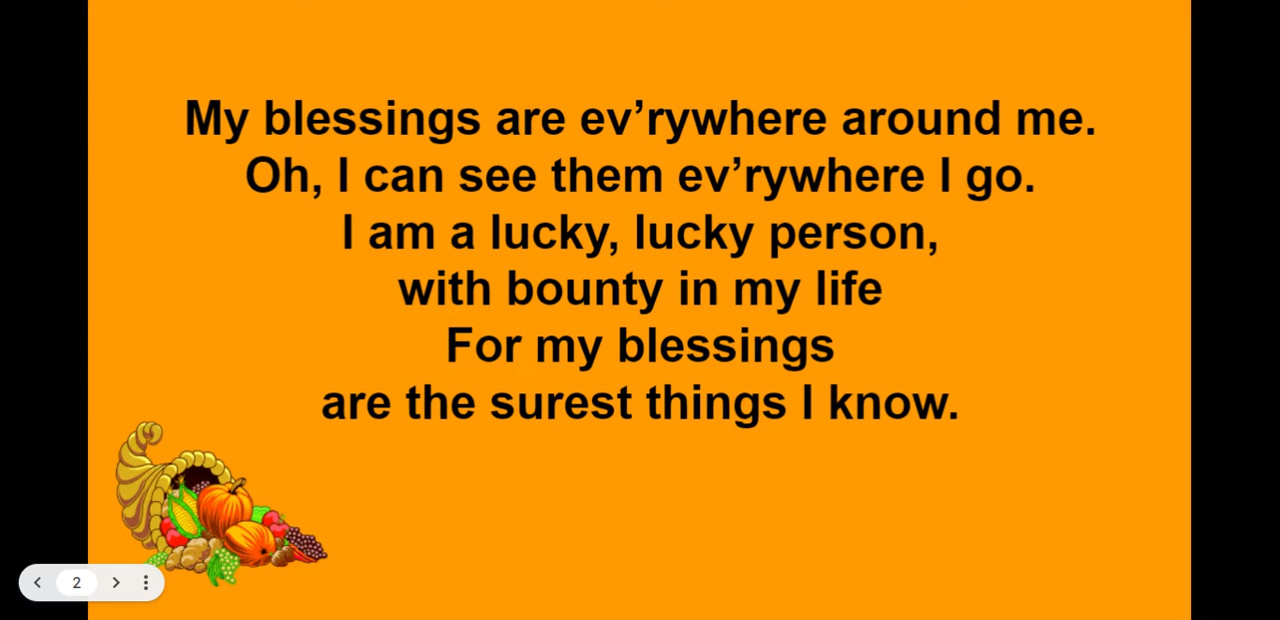 My blessings are ev’rywhere around me.
Oh, I can see them ev’rywhere I go.
I am a lucky, lucky person,
with bounty in my life
For my blessings
are the surest things I know.
2